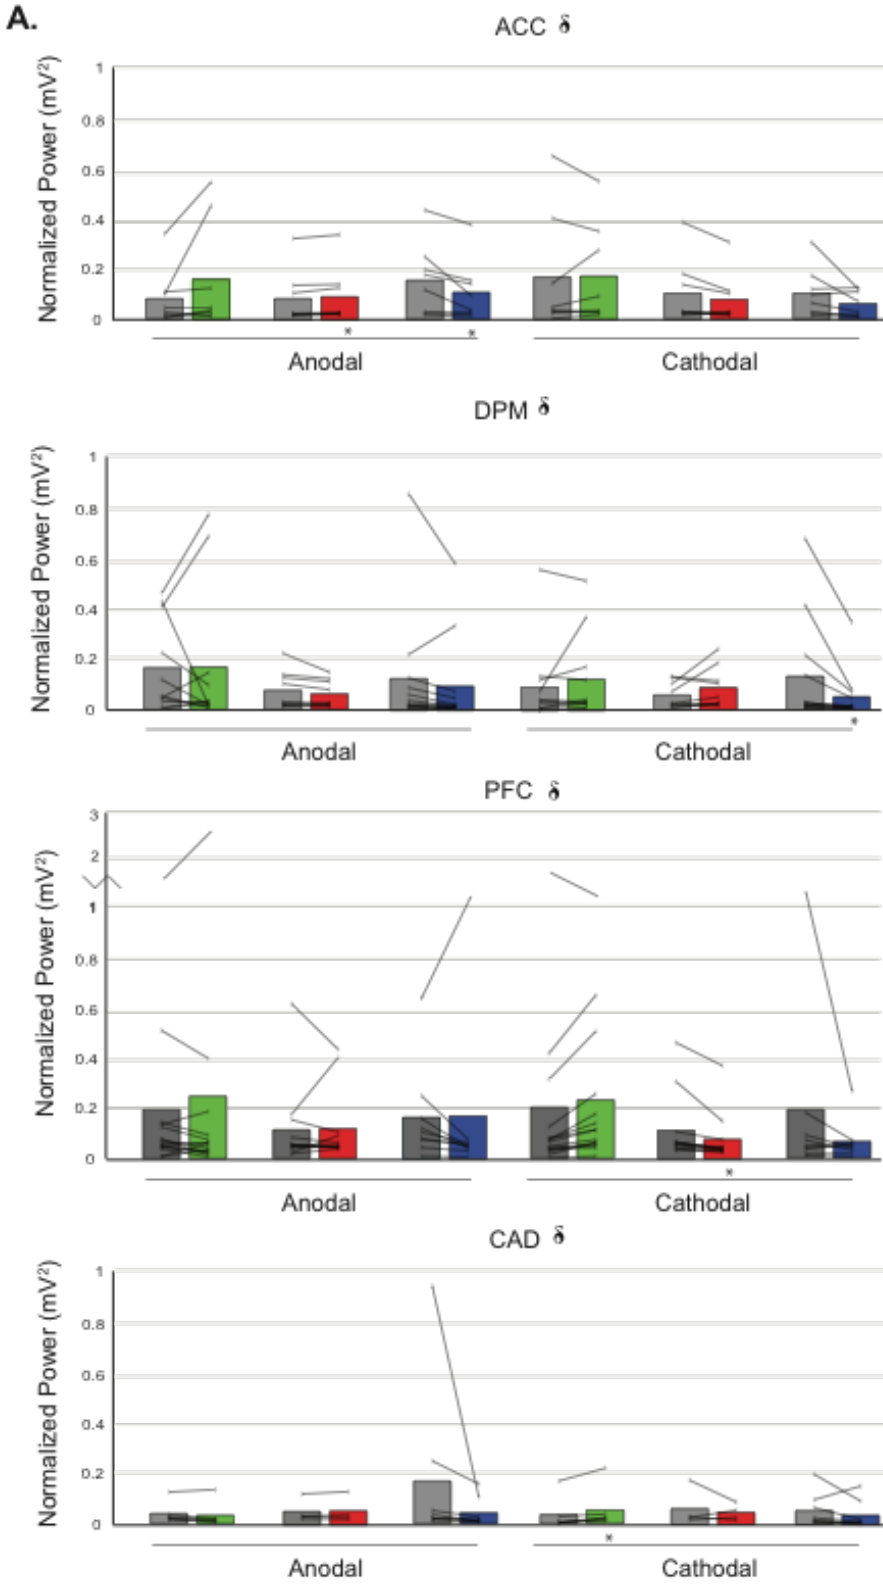 A.
ACC δ
Normalized Power (mV²)
1
0.8
0.6
0.4
0.2
0
*
*
Anodal
Cathodal
DPM δ
Normalized Power (mV²)
1
0.8
0.6
0.4
0.2
0
*
Anodal
Cathodal
PFC δ
Normalized Power (mV²)
3
2
1
0.8
0.6
0.4
0.2
0
*
Anodal
Cathodal
CAD δ
Normalized Power (mV²)
1
0.8
0.6
0.4
0.2
0
*
Anodal
Cathodal